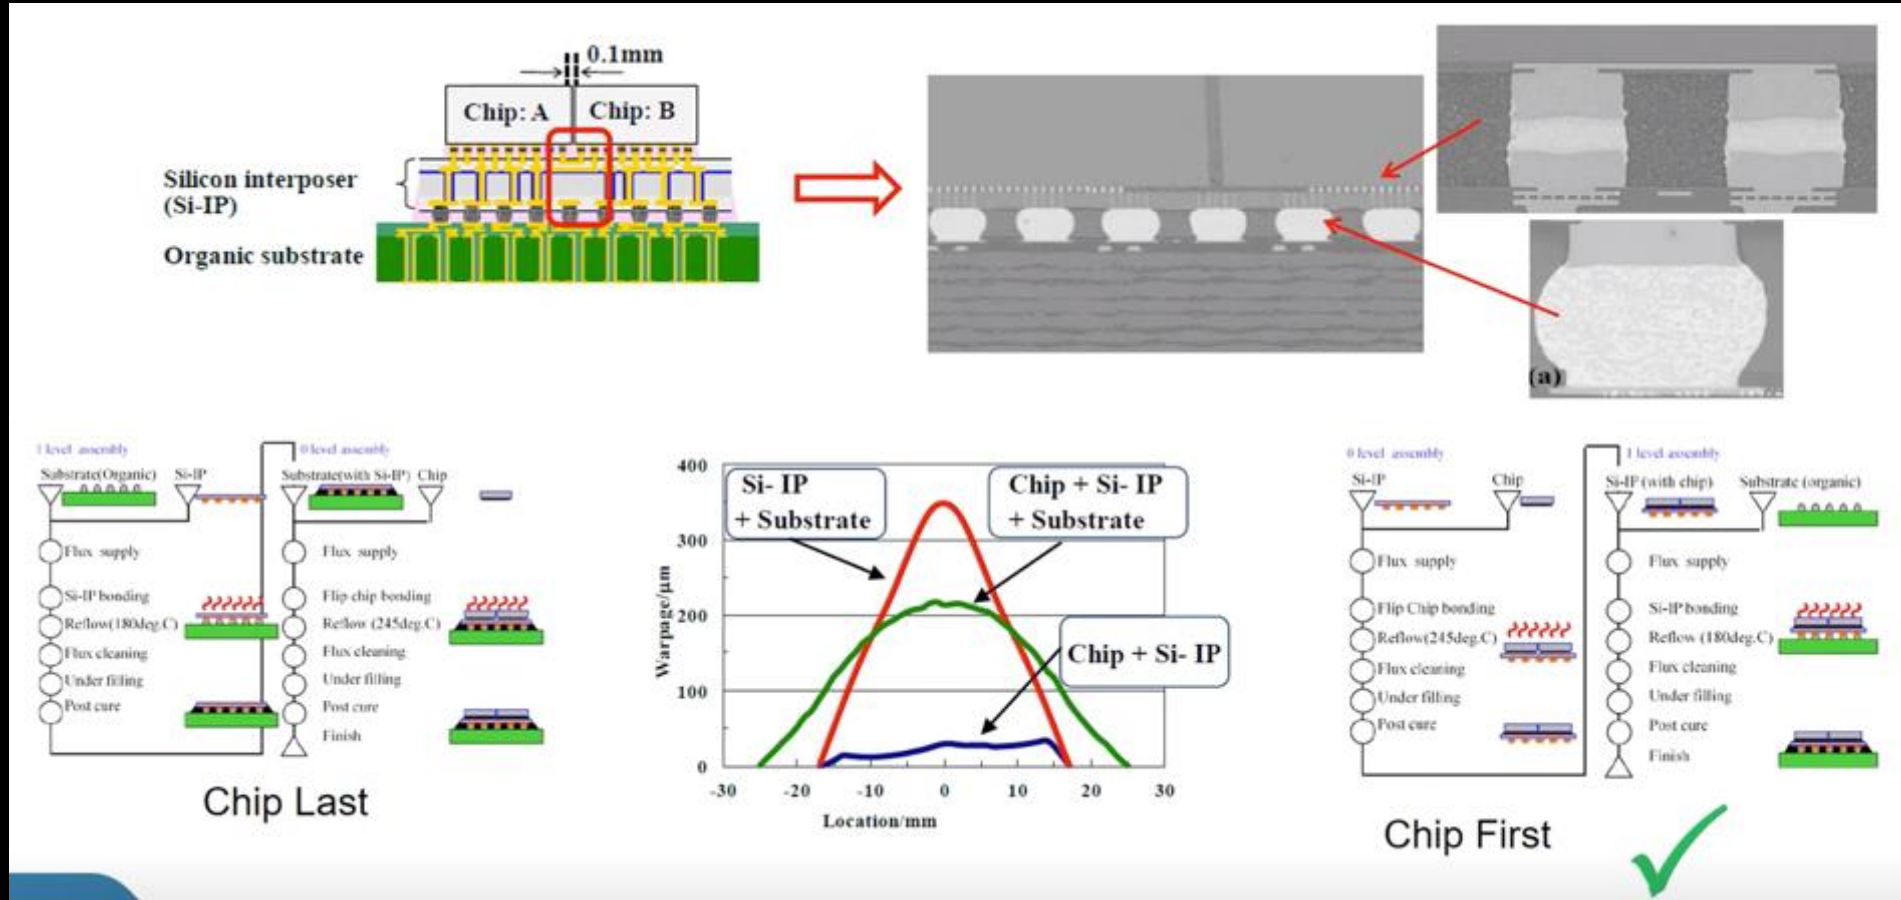 0.1mm
Chip: A
Chip: B
Silicon interposer
(Si-IP)
Organic substrate
(a)
1 level assembly
0 level assembly
Substrate(Organic)
Si-IP
Substrate(with Si-IP)
Chip
Flux supply
Si-IP bonding
Reflow(180deg.C)
Flux cleaning
Under filling
Post cure
Flux supply
Flip chip bonding
Reflow (245deg.C)
Flux cleaning
Under filling
Post cure
Finish
Chip Last
Warpage/μm
400
300
200
100
0
-30
-20
-10
0
10
20
30
Location/mm
Si- IP
+ Substrate
Chip + Si- IP
+ Substrate
Chip + Si- IP
0 level assembly
1 level assembly
Si-IP
Chip
Si-IP (with chip)
Substrate (organic)
Flux supply
Flip Chip bonding
Reflow(245deg.C)
Flux cleaning
Under filling
Post cure
Flux supply
Si-IP bonding
Reflow (180deg.C)
Flux cleaning
Under filling
Post cure
Finish
Chip First